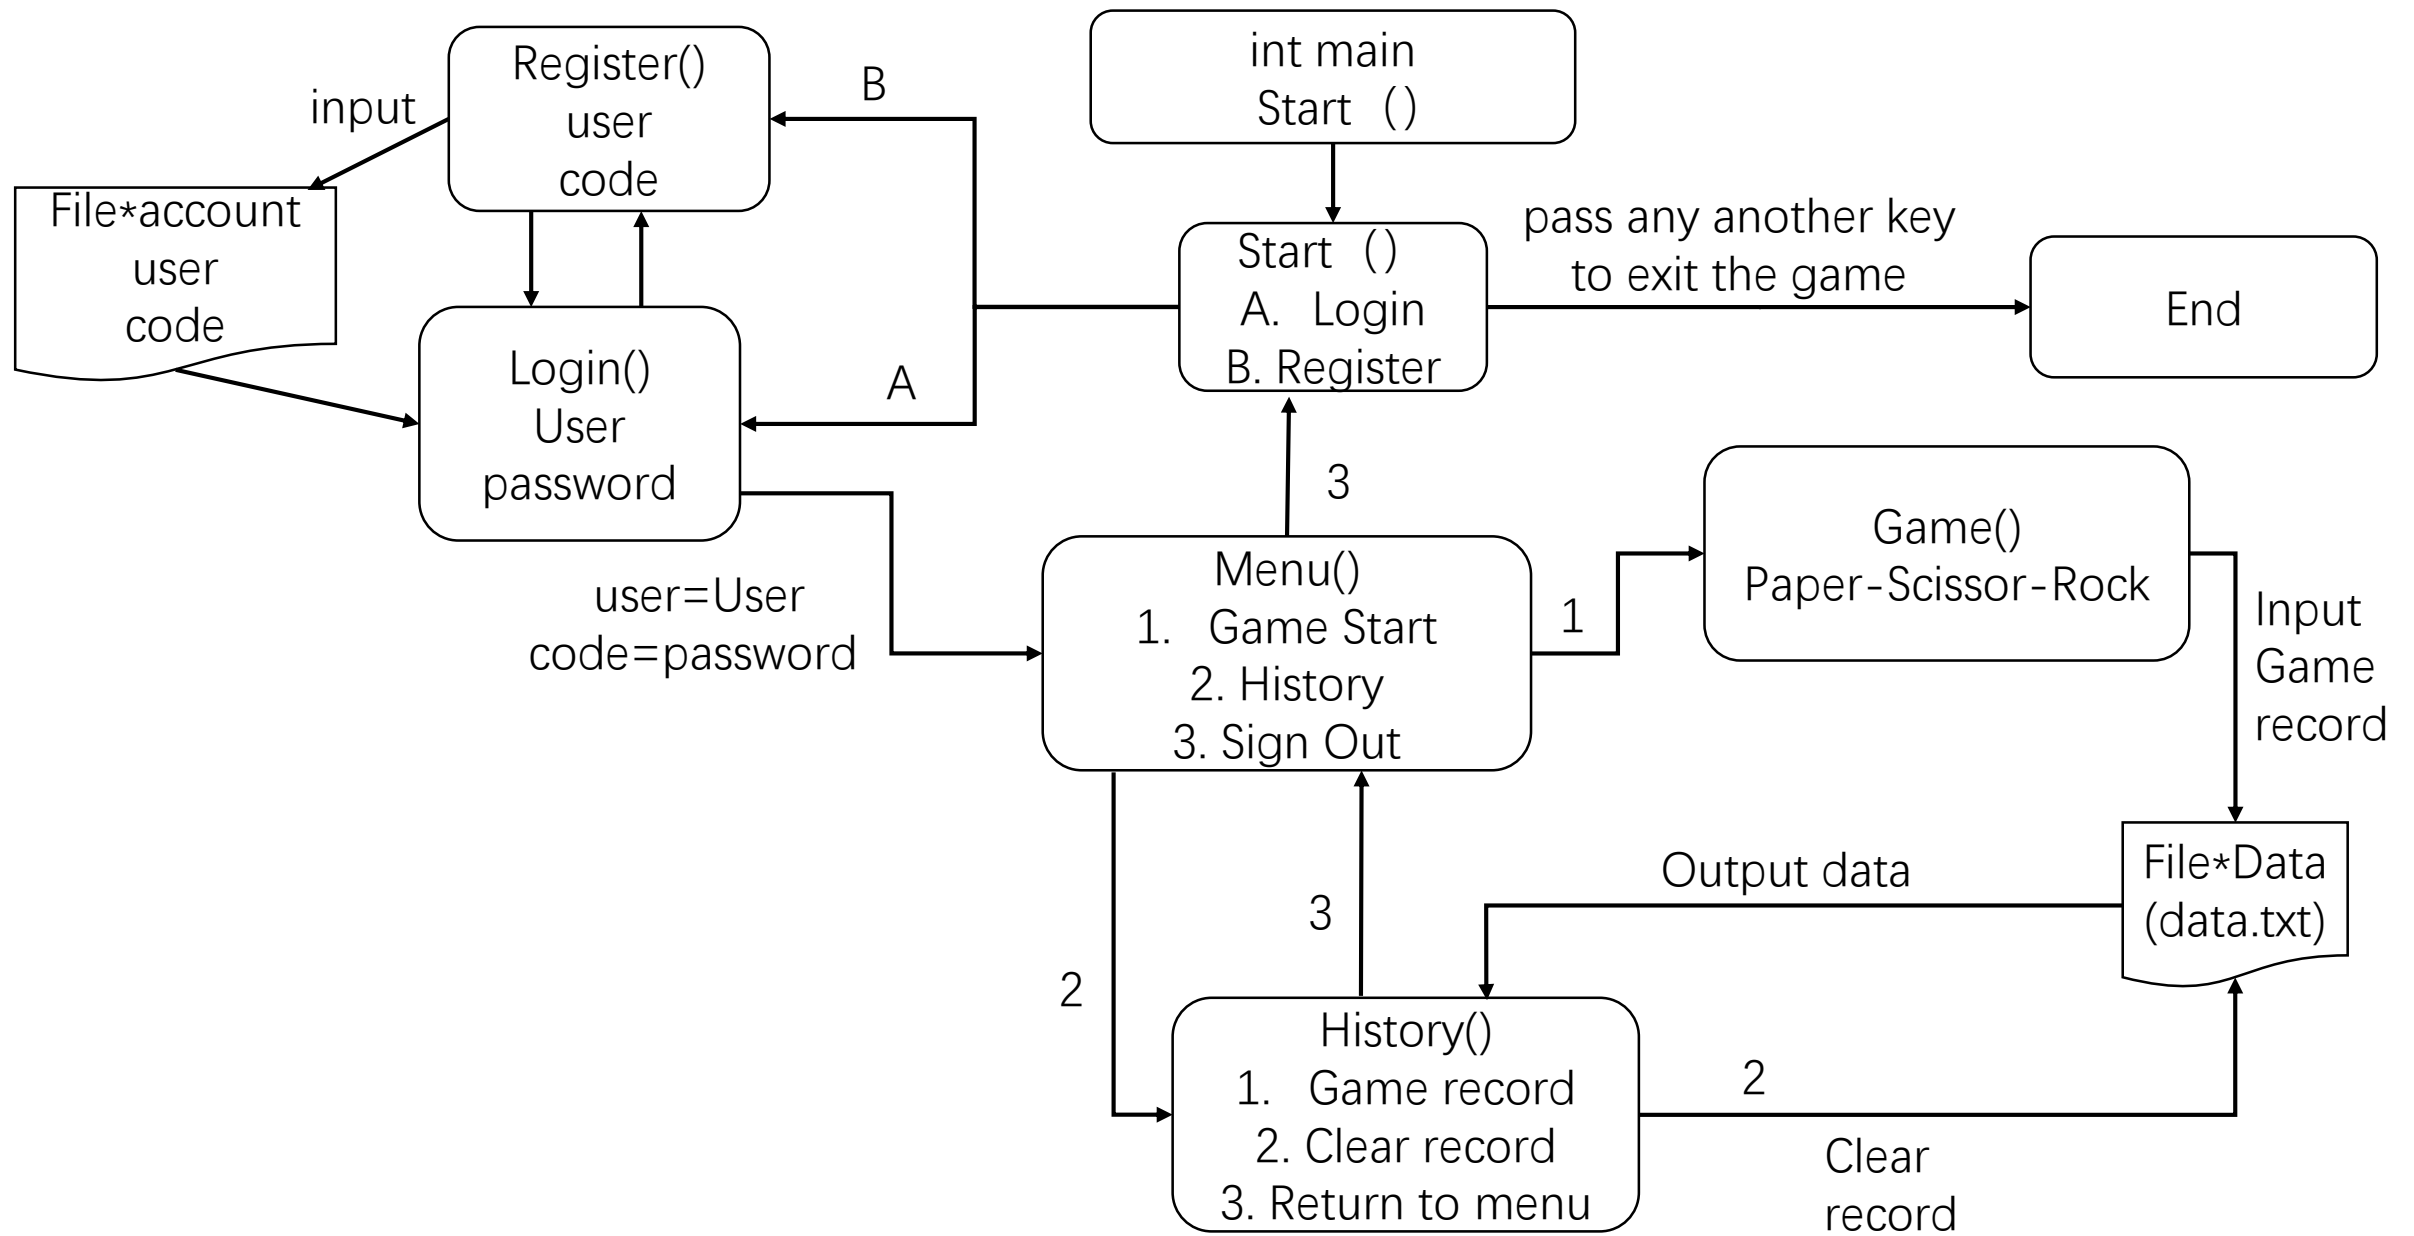 int main
Start ()
Register()
user
code
B
input
File*account
user
code
Start ()
A. Login
B. Register
pass any another key
to exit the game
End
Login()
User
password
A
3
user=User
code=password
Menu()
1. Game Start
2. History
3. Sign Out
1
Game()
Paper-Scissor-Rock
Input
Game
record
File*Data
(data.txt)
Output data
3
2
History()
1. Game record
2. Clear record
3. Return to menu
2
Clear
record